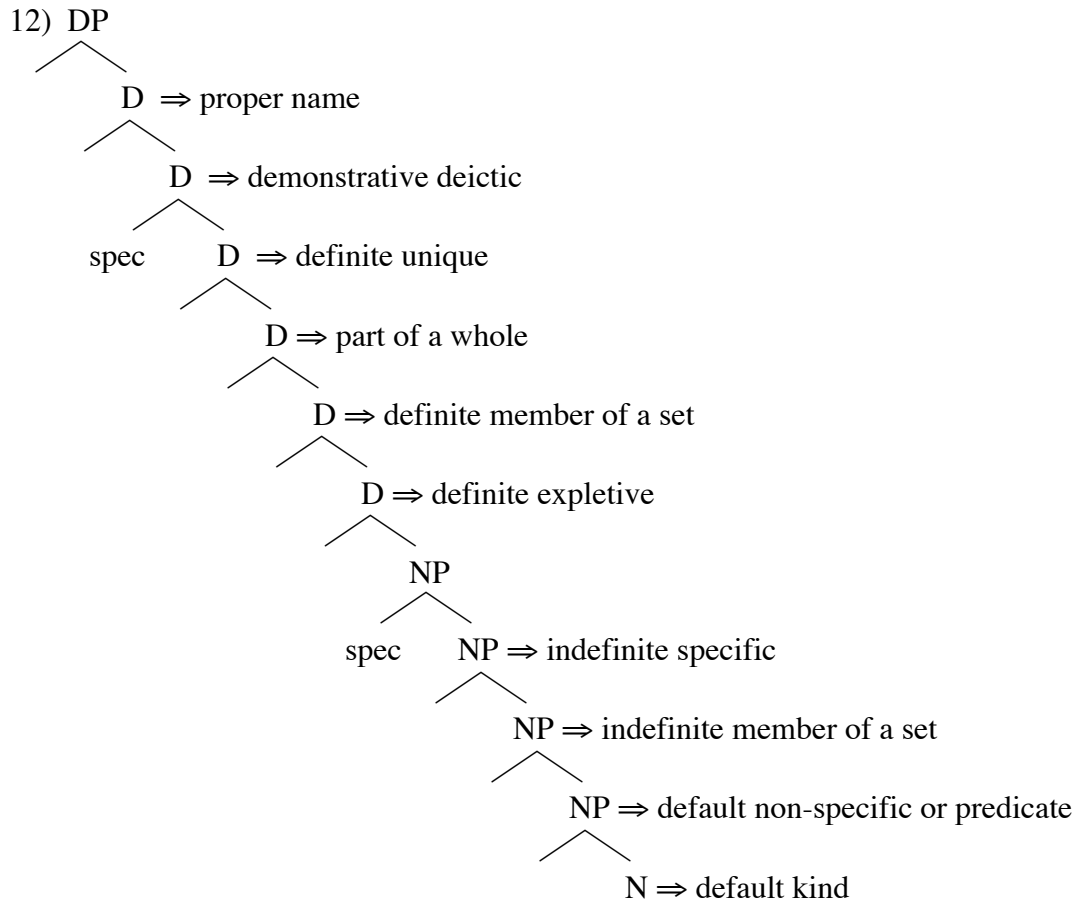 12) DP
D ⇒ proper name
D ⇒ demonstrative deictic
spec D ⇒ definite unique
D ⇒ part of a whole
D ⇒ definite member of a set
D ⇒ definite expletive
NP
spec NP ⇒ indefinite specific
NP ⇒ indefinite member of a set
NP ⇒ default non-specific or predicate
N ⇒ default kind